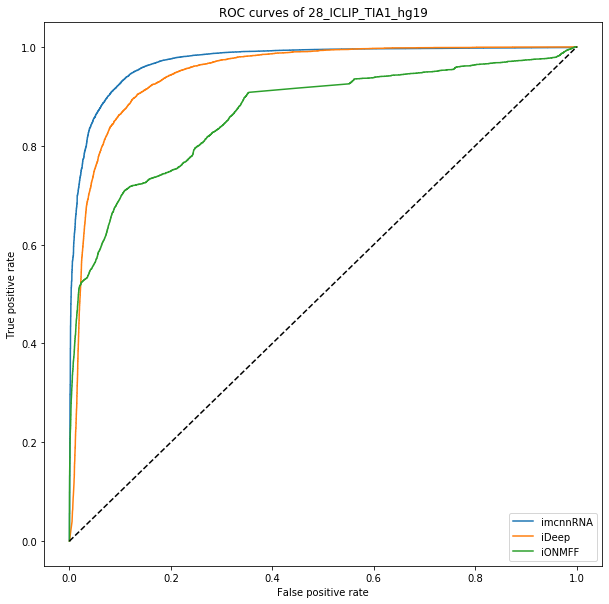 ROC curves of 28_ICLIP_TIA1_hg19
True positive rate
1.0
0.8
0.6
0.4
0.2
0.0
0.0 0.2 0.4 0.6 0.8 1.0
False positive rate
imcnnRNA
iDeep
iONMFF